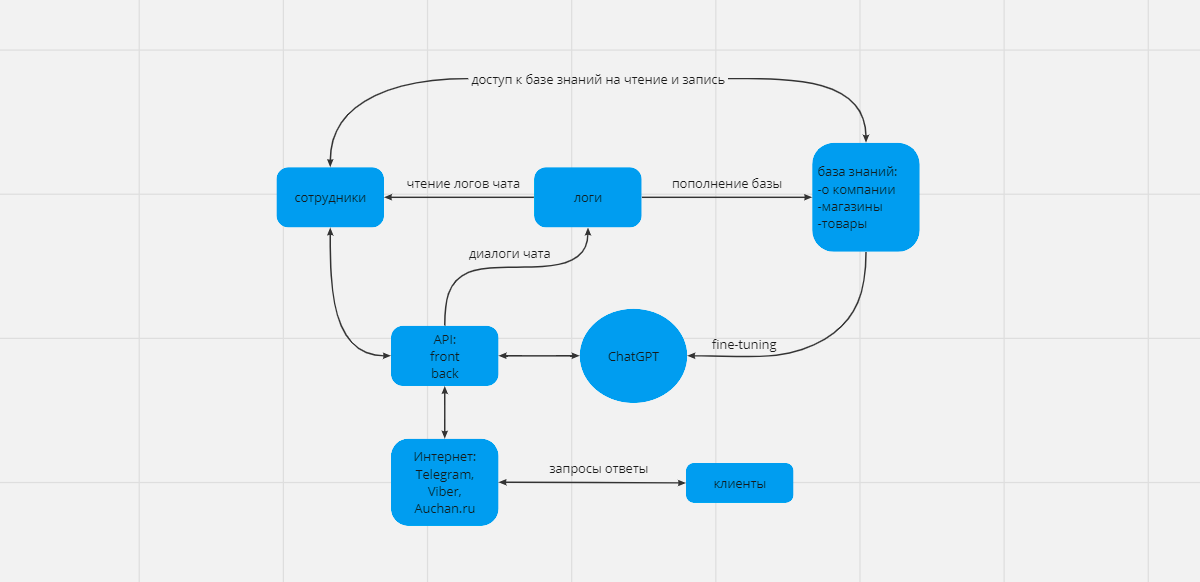 доступ к базе знаний на чтение и запись
сотрудники
чтение логов чата
логи
пополнение базы
база знаний:
-о компании
-магазины
-товары
диалоги чата
API:
front
back
ChatGPT
fine-tuning
Интернет:
Telegram,
Viber,
Auchan.ru
запросы ответы
клиенты